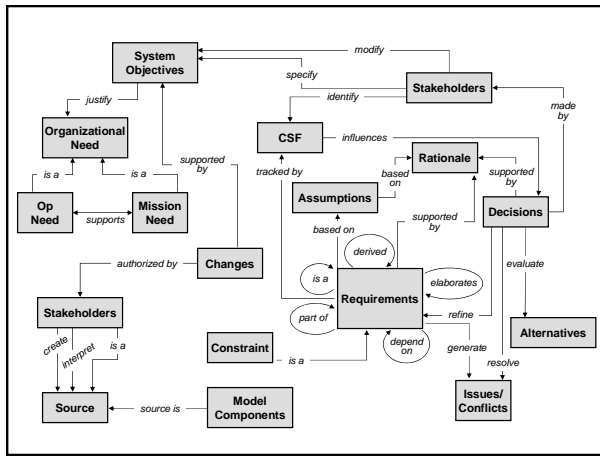 modify
System
Objectives
specify
Stakeholders
justify
identify
made
by
Organizational
Need
CSF
influences
Rationale
supported
by
tracked by
based
on
supported
by
is a
is a
Assumptions
Op
Need
supports
Mission
Need
Decisions
based on
supported
by
derived
authorized by
Changes
evaluate
is a
elaborates
Stakeholders
Requirements
part of
refine
Alternatives
create
interpret
is a
Constraint
is a
depend
on
generate
resolve
Source
source is
Model
Components
Issues/
Conflicts